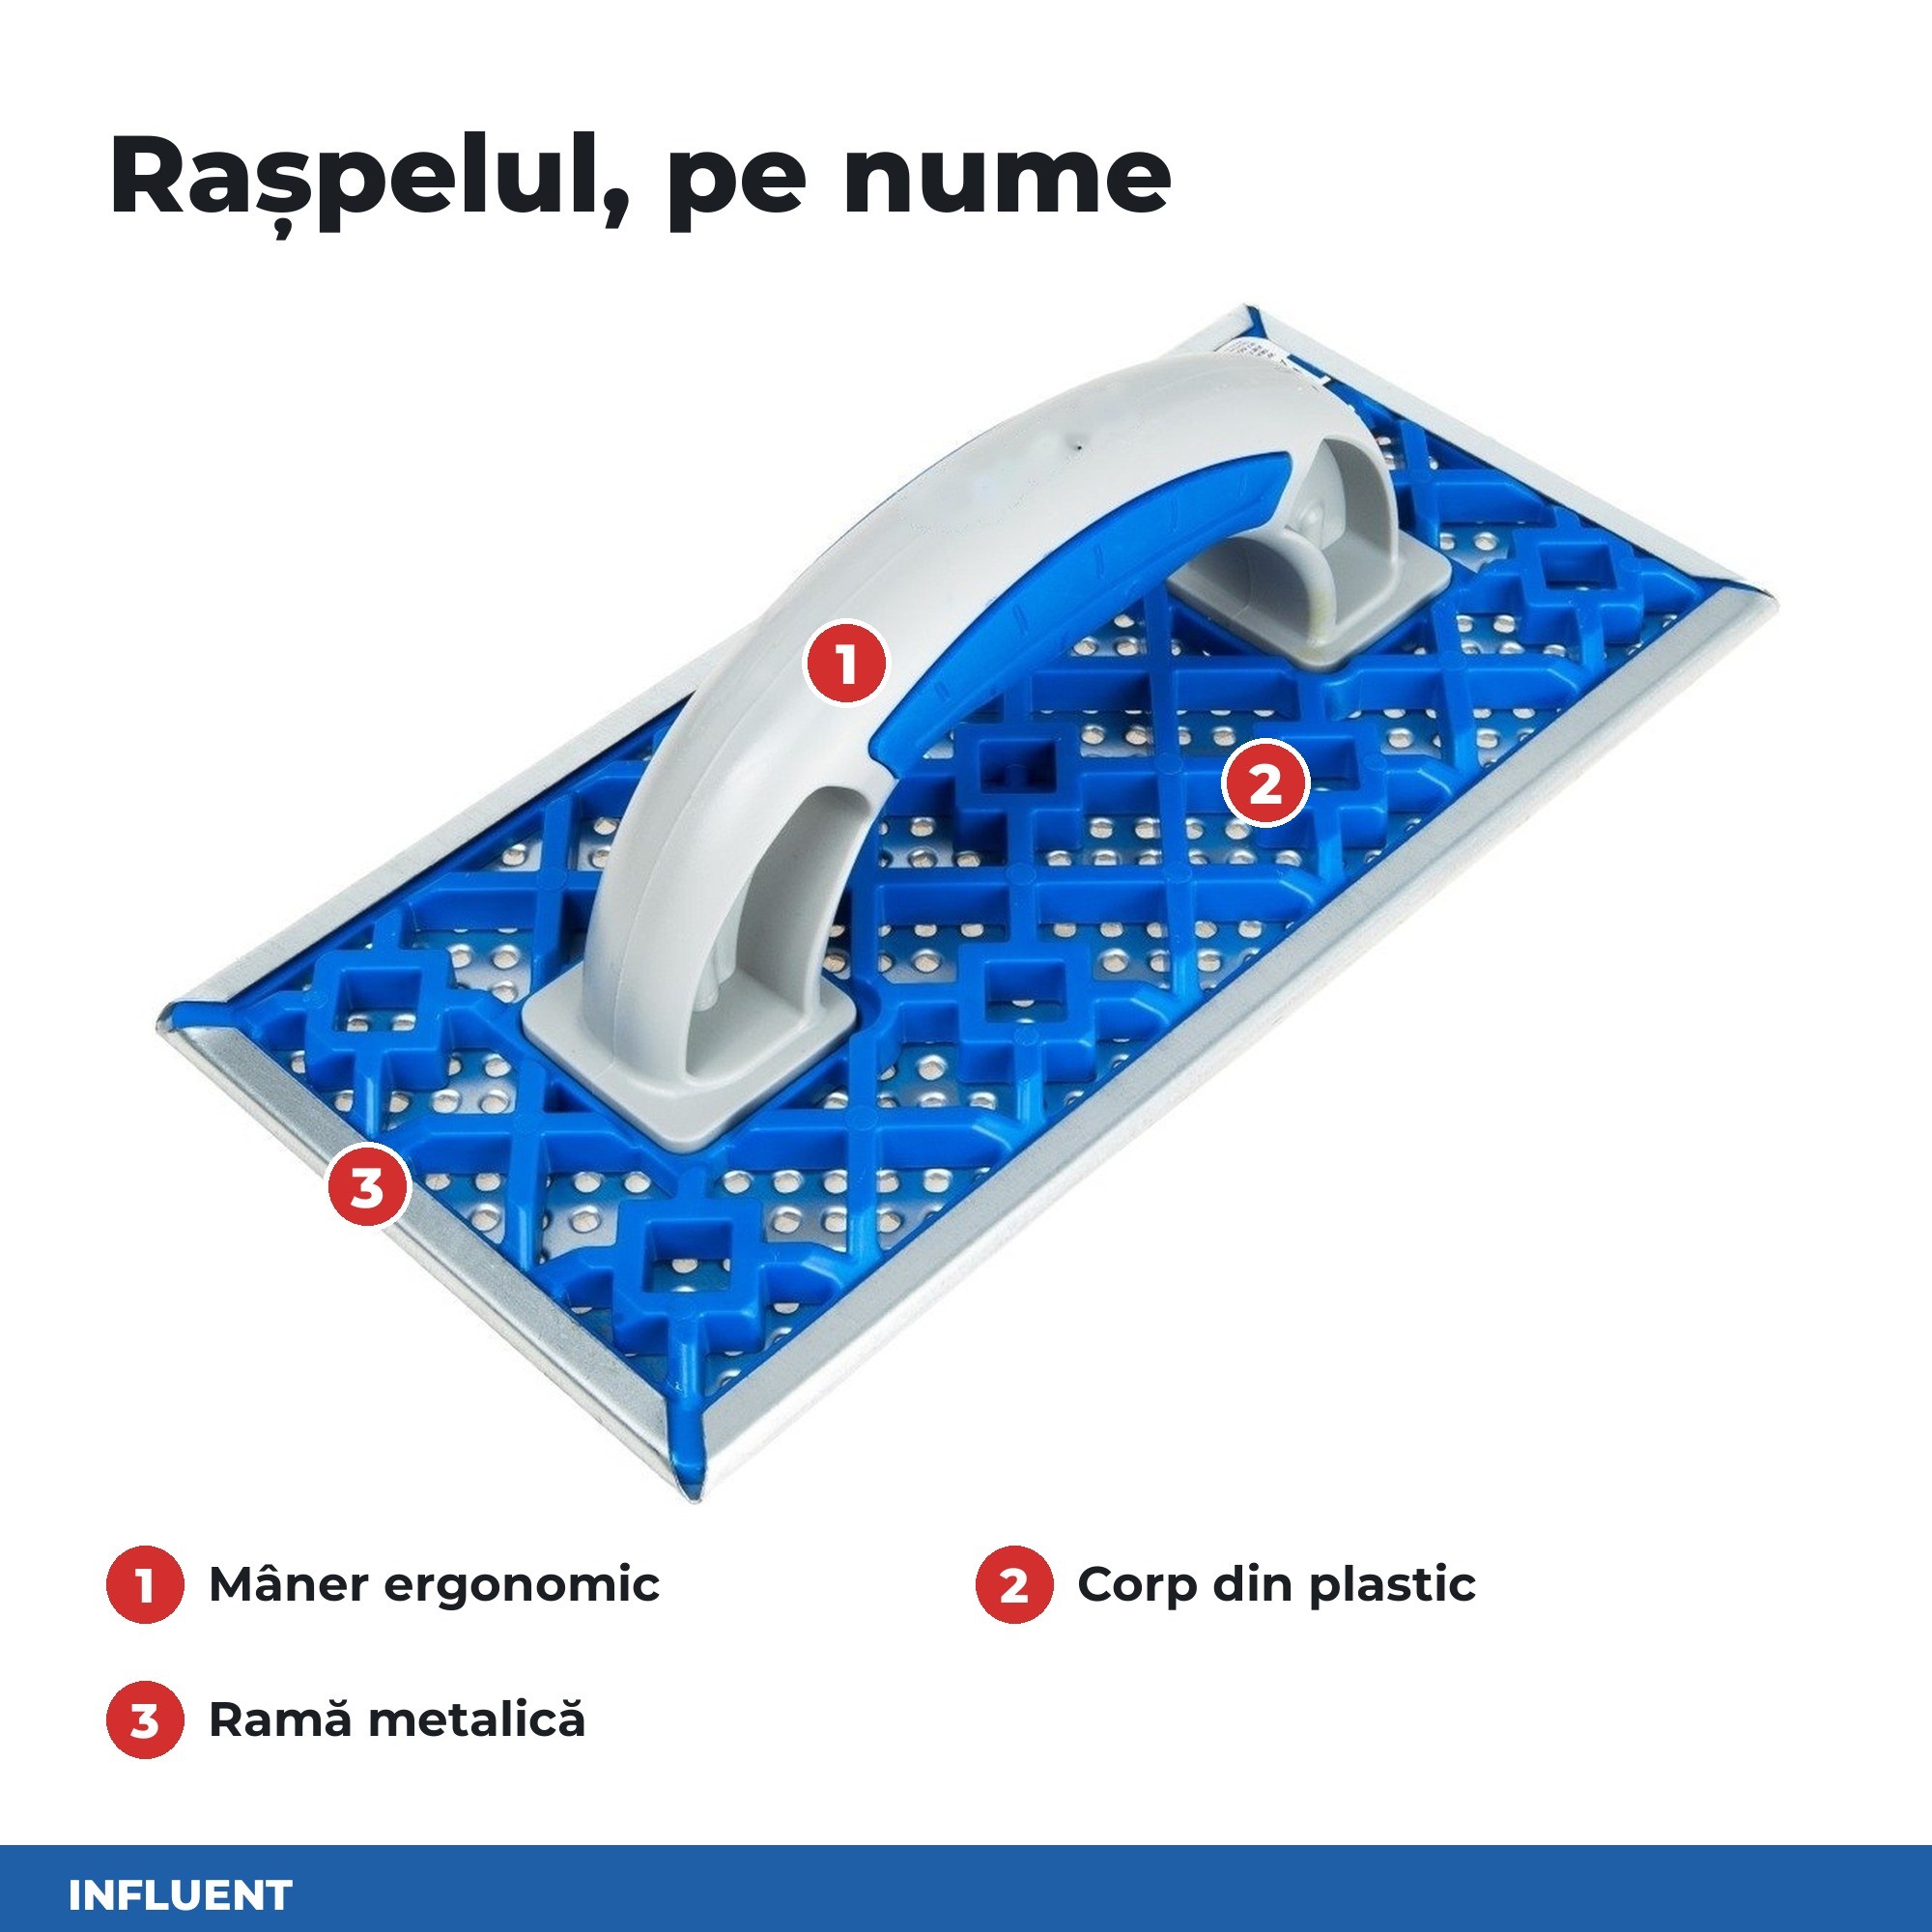 Rașpelul, pe nume
1
2
3
1 Mâner ergonomic
2 Corp din plastic
3 Ramă metalică
INFLUENT